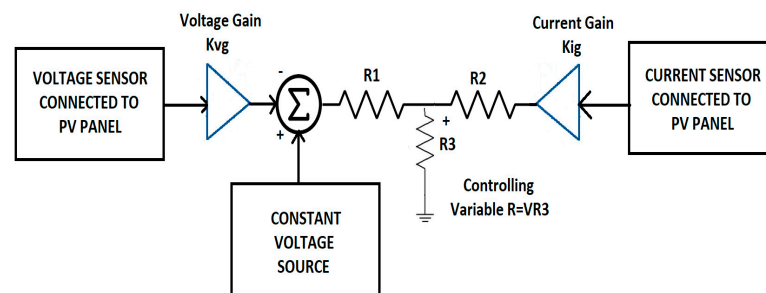 Voltage Gain
Kvg
Current Gain
Kig
VOLTAGE SENSOR
CONNECTED TO
PV PANEL
-
Σ
+
R1
R2
+
R3
CURRENT SENSOR
CONNECTED TO
PV PANEL
Controlling
Variable R=VR3
CONSTANT
VOLTAGE
SOURCE